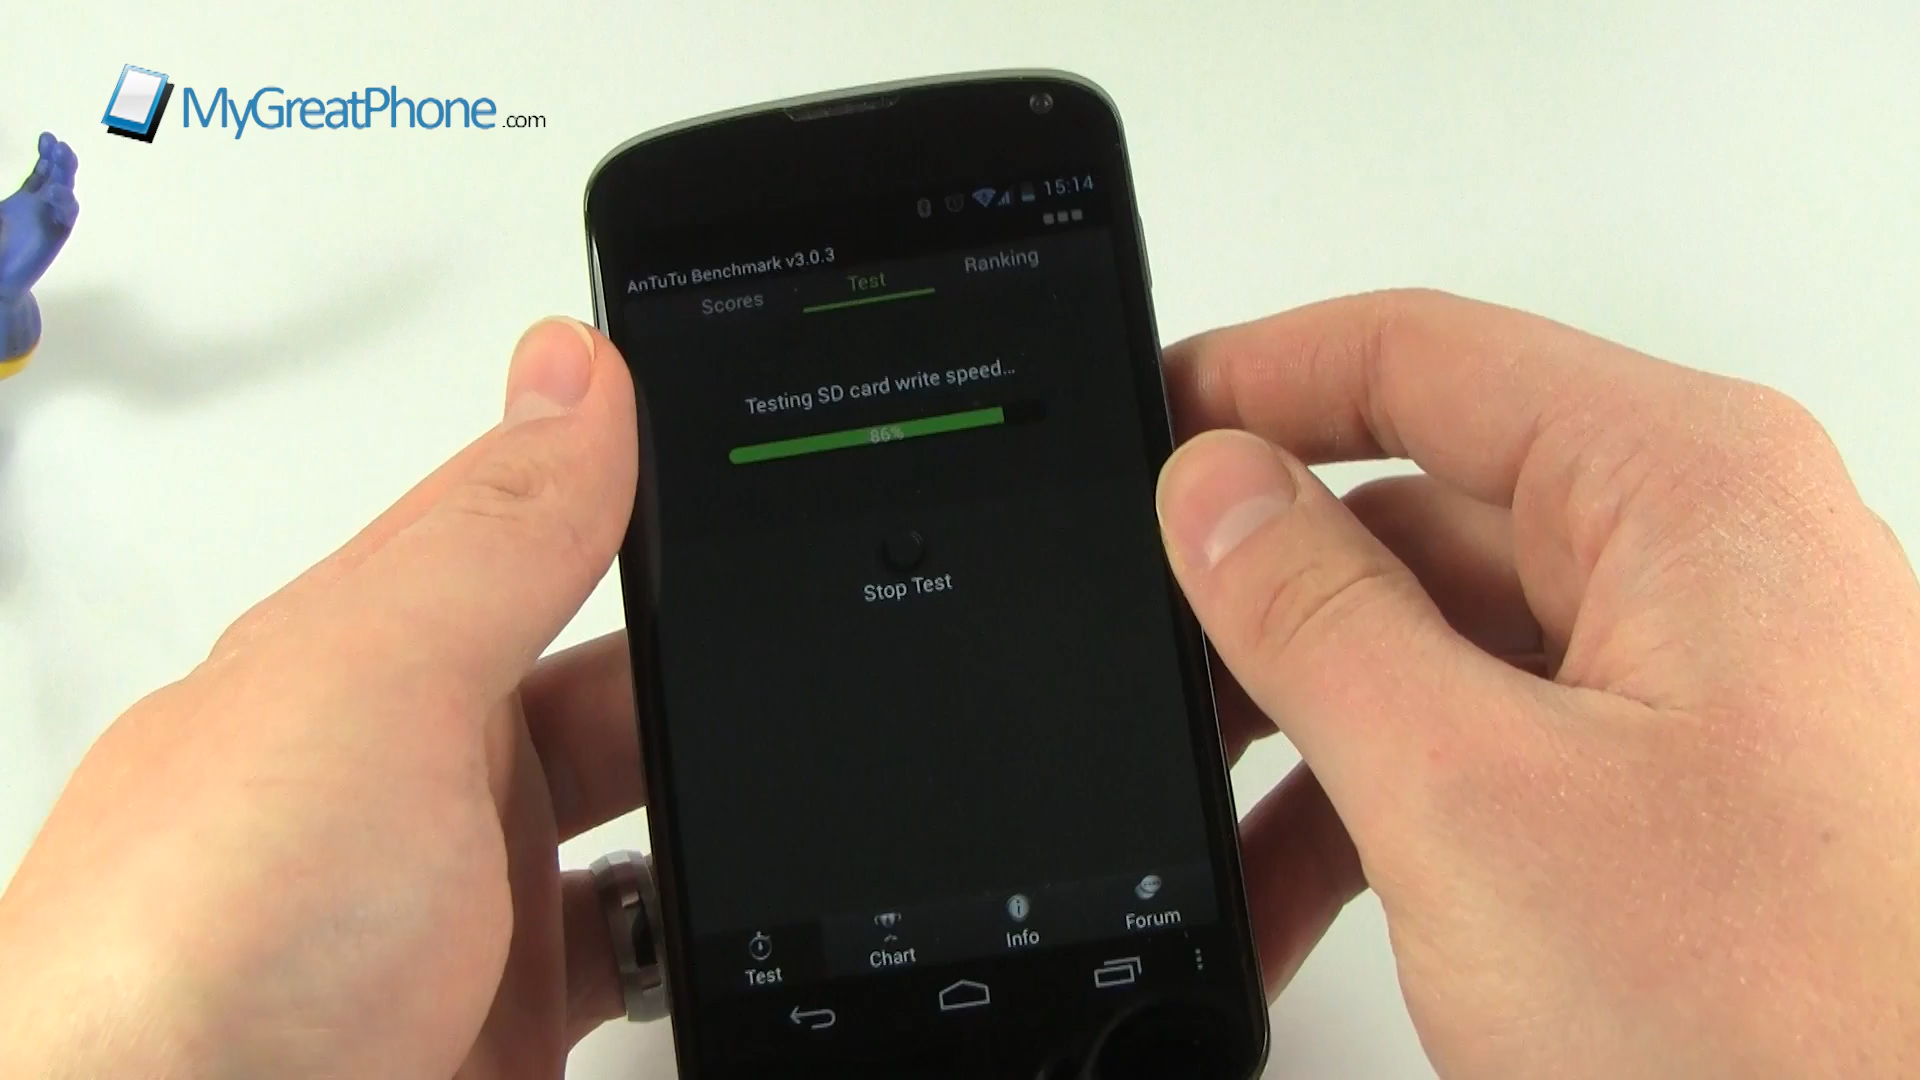 MyGreatPhone.com
15:14
AnTuTu Benchmark v3.0.3
Scores Test Ranking
Testing SD card write speed...
86%
Stop Test
Test Chart Info Forum